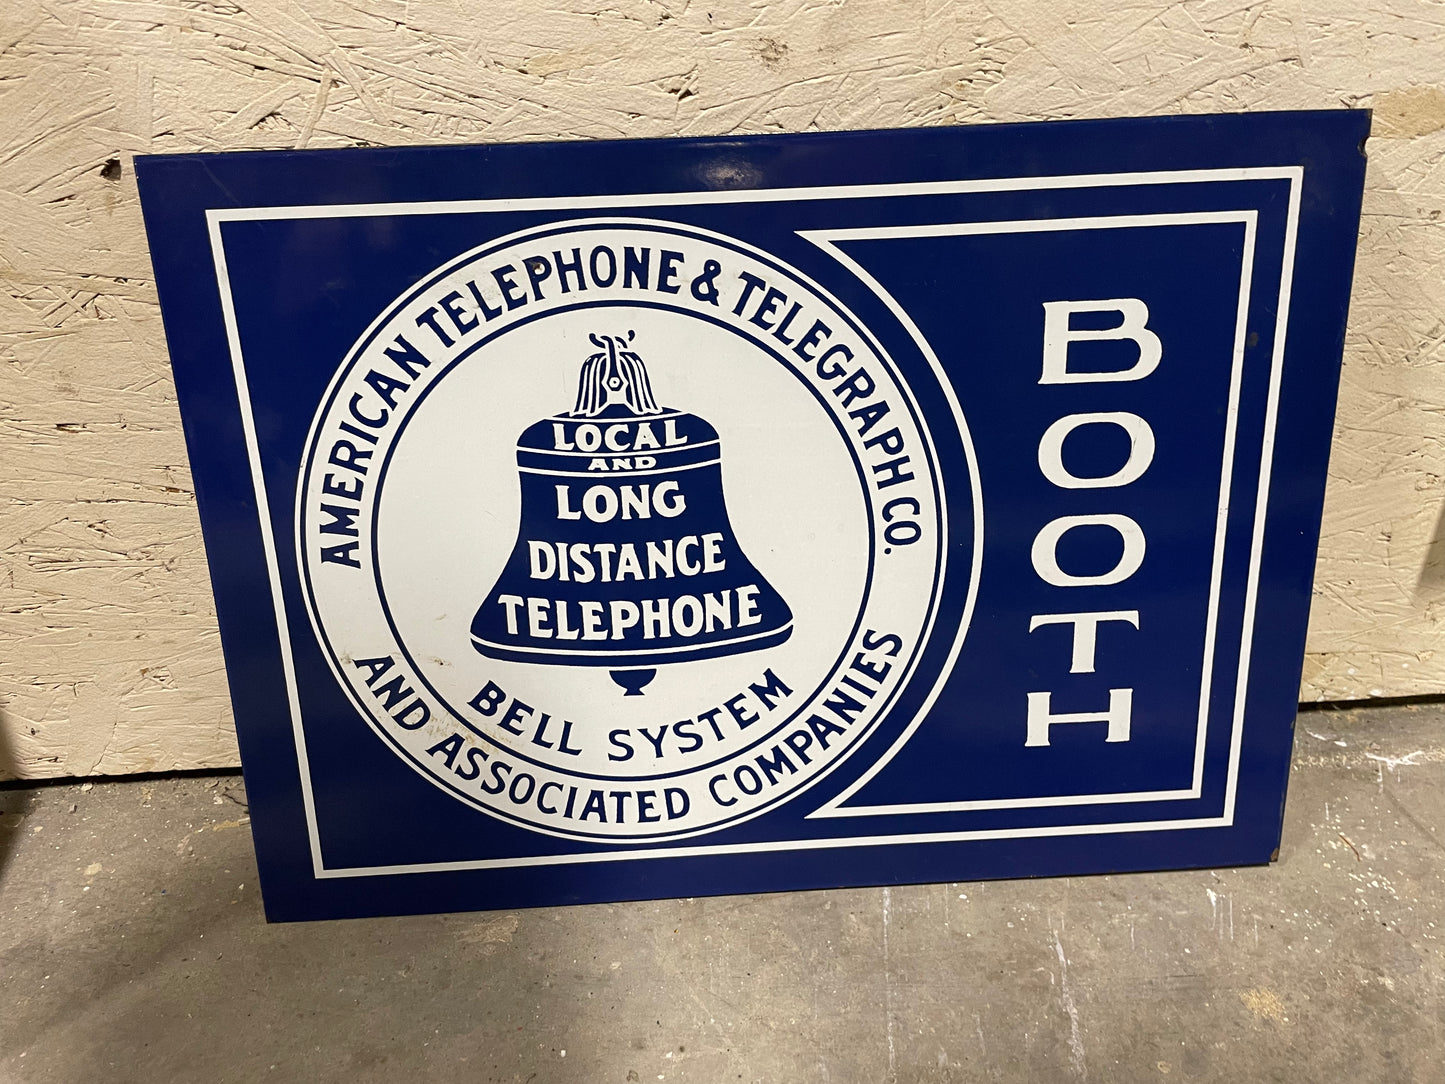 AMERICAN TELEPHONE & TELEGRAPH CO.
LOCAL
AND
LONG
DISTANCE
TELEPHONE
BELL SYSTEM
AND ASSOCIATED COMPANIES
BOOTH